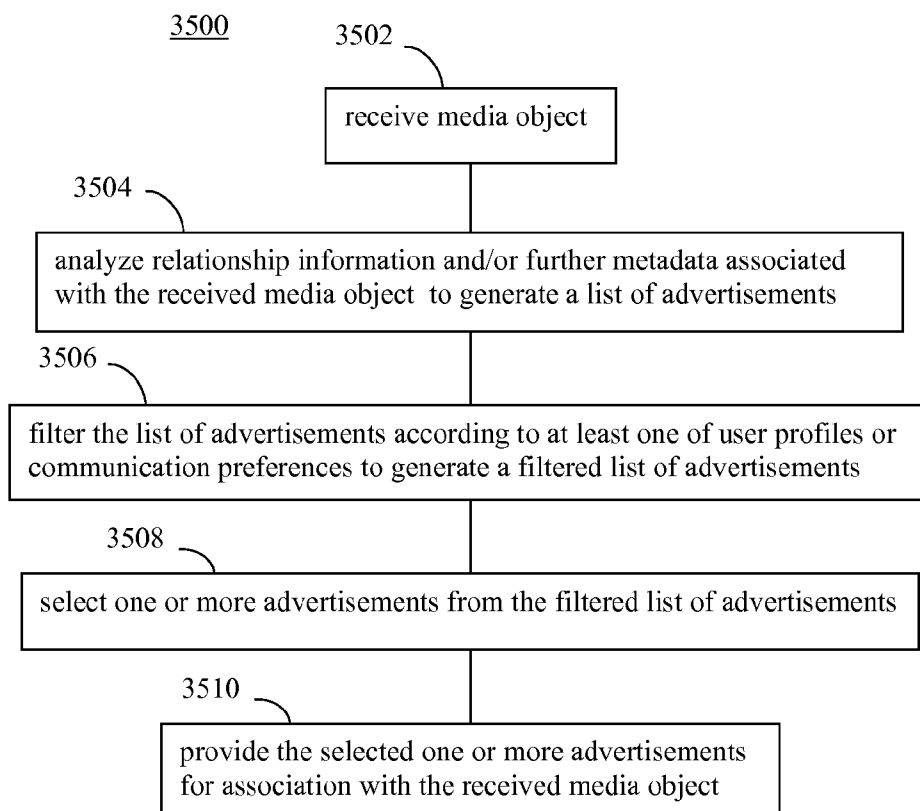 3500
3502
receive media object
3504
analyze relationship information and/or further metadata associated
with the received media object to generate a list of advertisements
3506
filter the list of advertisements according to at least one of user profiles or
communication preferences to generate a filtered list of advertisements
3508
select one or more advertisements from the filtered list of advertisements
3510
provide the selected one or more advertisements
for association with the received media object